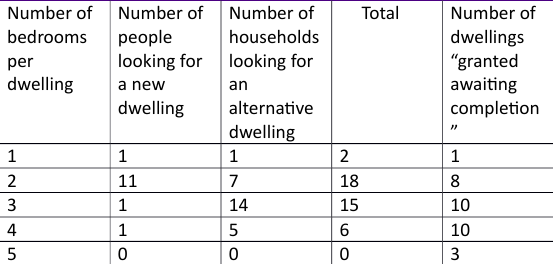 Number of bedrooms per dwelling | Number of people looking for a new dwelling | Number of households looking for an alternative dwelling | Total | Number of dwellings “granted awaiting completion ”
1 | 1 | 1 | 2 | 1
2 | 11 | 7 | 18 | 8
3 | 1 | 14 | 15 | 10
4 | 1 | 5 | 6 | 10
5 | 0 | 0 | 0 | 3